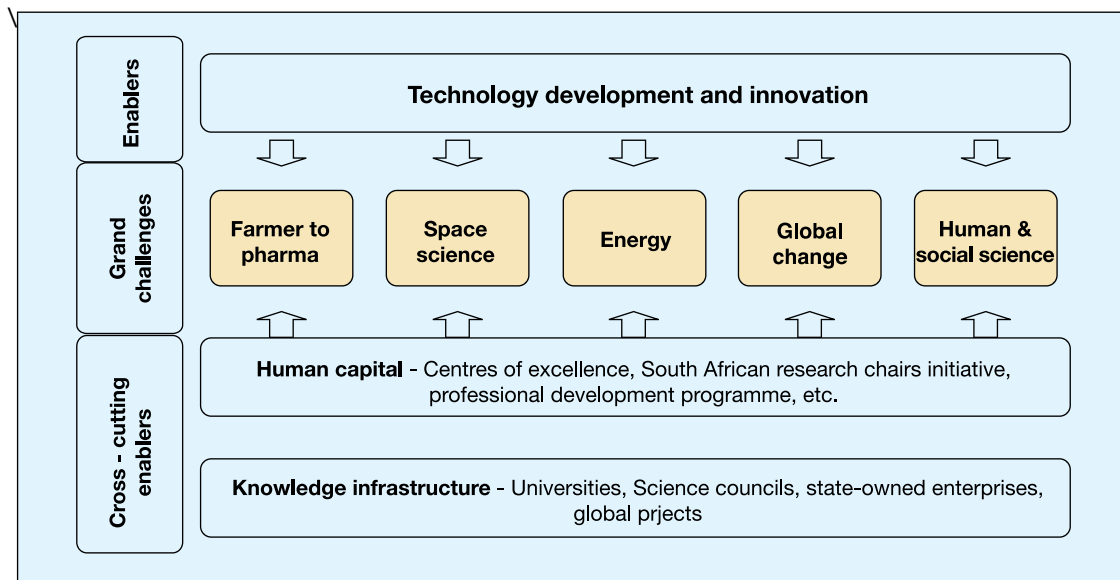 \
Enablers
Technology development and innovation
Grand
challenges
Farmer to
pharma
Space
science
Energy
Global
change
Human &
social science
Cross - cutting
enablers
Human capital - Centres of excellence, South African research chairs initiative,
professional development programme, etc.
Knowledge infrastructure - Universities, Science councils, state-owned enterprises,
global prjects